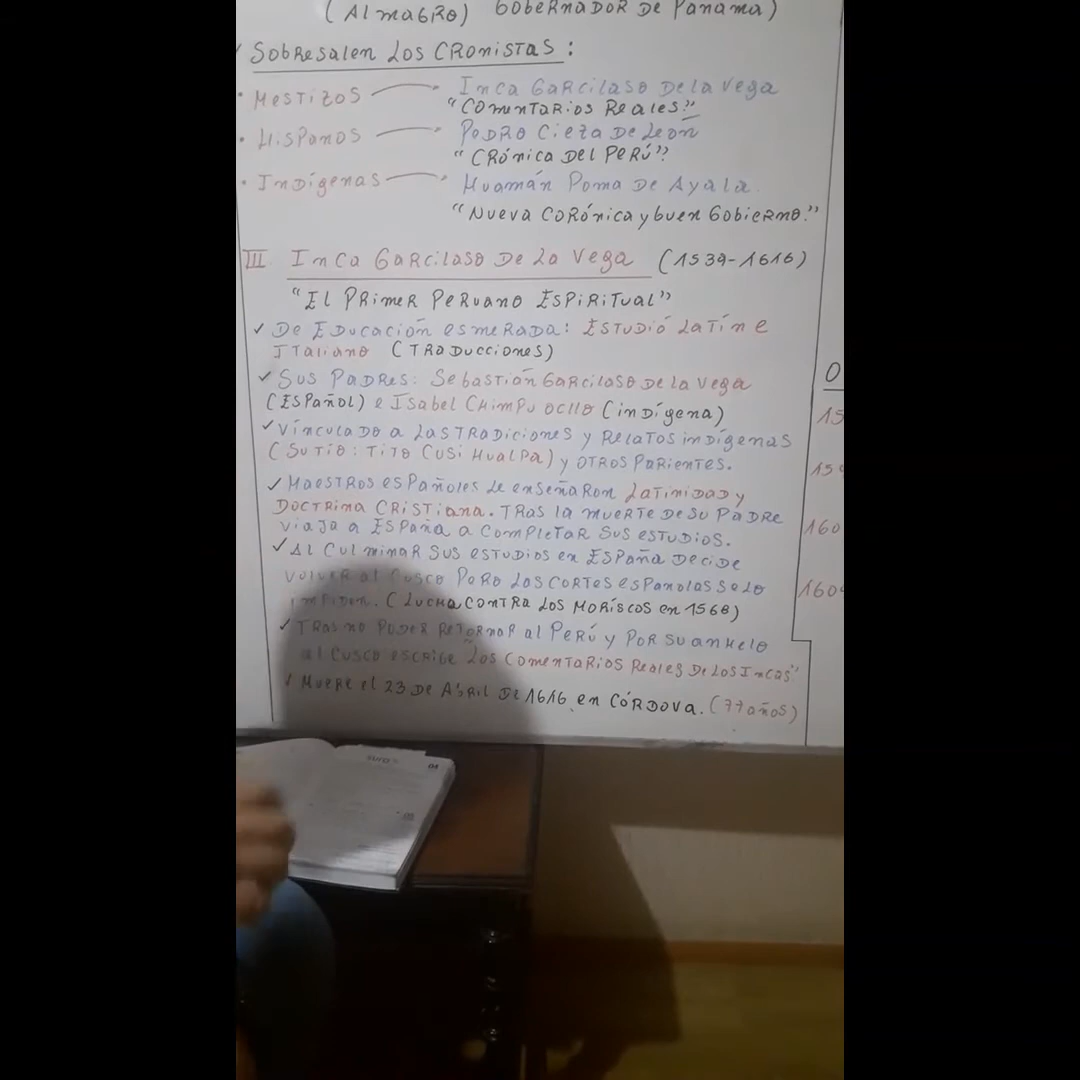 (Almagro) Gobernador de Panama)
Sobresalen los cronistas:
• Mestizos → Inca Garcilaso De la Vega
"Comentarios Reales."
• Hispanos → Pedro Cieza De León
"Crónica Del Perú"
• Indígenas → Huamán Poma De Ayala.
"Nueva Corónica y buen Gobierno."
III Inca Garcilaso De La Vega (1539-1616)
"El Primer Peruano Espiritual"
✓ De Educación esmerada: Estudió Latín e
Italiano (Traducciones)
✓ Sus Padres: Sebastián Garcilaso De la Vega
(Español) e Isabel Chimpu Ocllo (indígena)
✓ Vinculado a las Tradiciones y Relatos indígenas
(Su Tío: Tito Cusi Hualpa) y otros parientes.
✓ Maestros españoles le enseñaron Latinidad y
Doctrina Cristiana. Tras la muerte de su padre
viaja a España a completar sus estudios.
✓ Al culminar sus estudios en España decide
volver al Cusco pero las cortes españolas se lo
impiden. (Lucha contra los moriscos en 1568)
✓ Tras no poder retornar al Perú y por su anhelo
al Cusco escribe "Los Comentarios Reales De Los Incas"
✓ Muere el 23 de Abril de 1616 en Córdova. (77 años)
O
15
160
1604